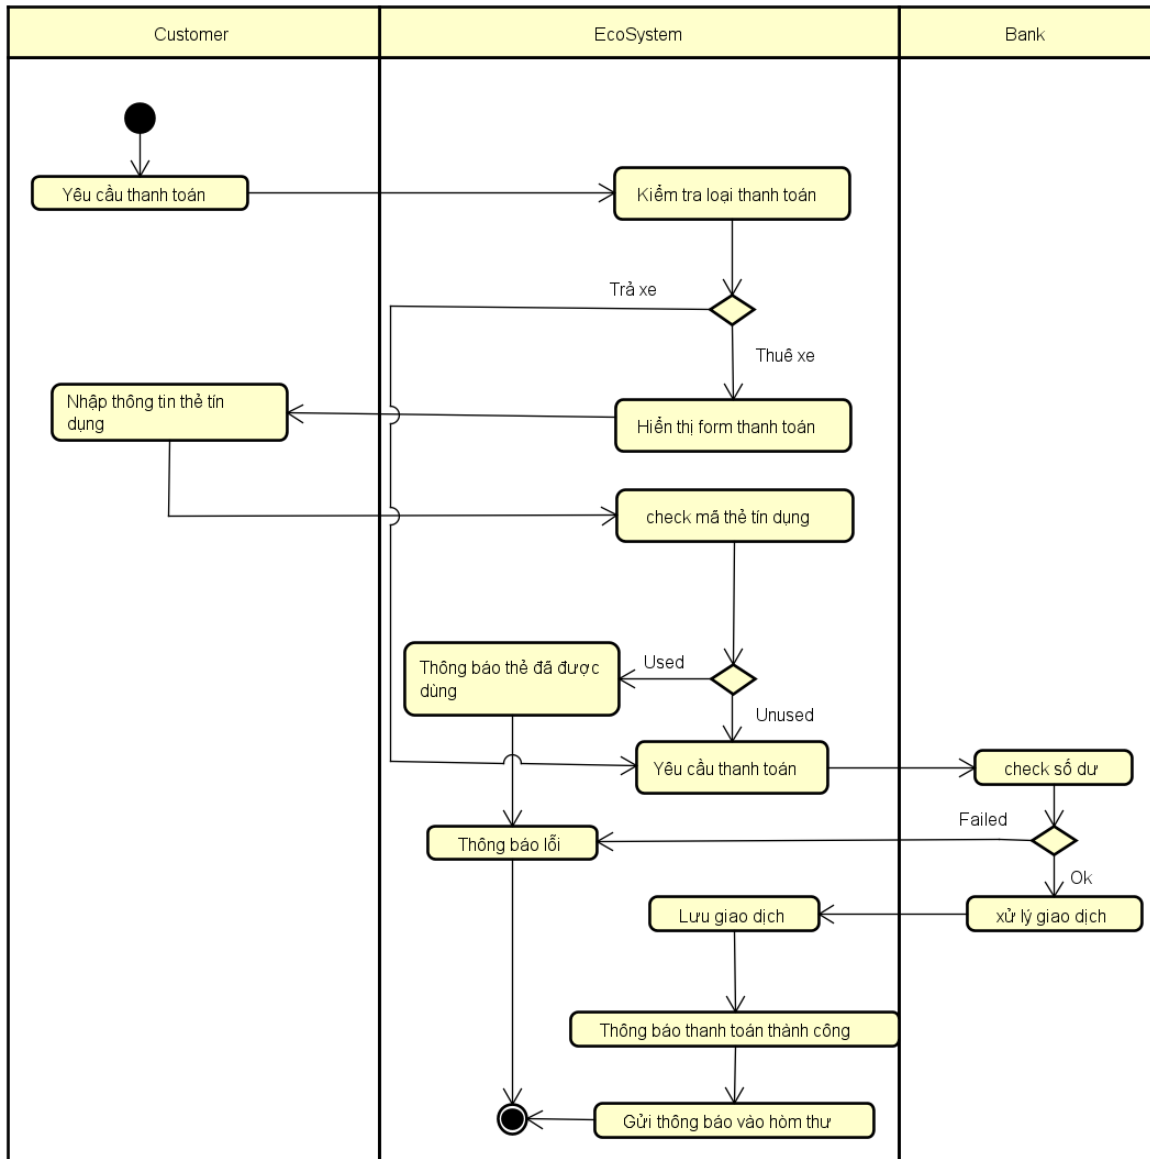 Customer
EcoSystem
Bank
Yêu cầu thanh toán
Kiểm tra loại thanh toán
Trả xe
Thuê xe
Nhập thông tin thẻ tín
dụng
Hiển thị form thanh toán
check mã thẻ tín dụng
Thông báo thẻ đã được
dùng
Used
Unused
Yêu cầu thanh toán
check số dư
Failed
Thông báo lỗi
Ok
Lưu giao dịch
xử lý giao dịch
Thông báo thanh toán thành công
Gửi thông báo vào hòm thư